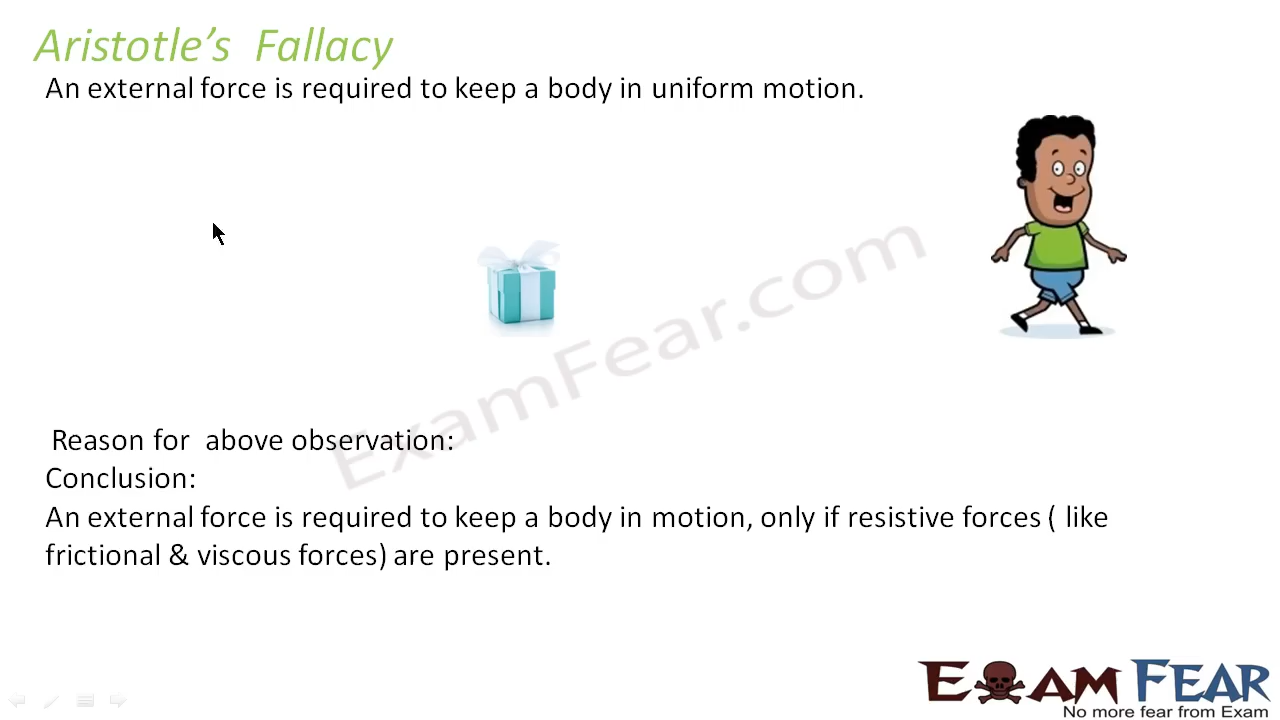 Aristotle's Fallacy
An external force is required to keep a body in uniform motion.
ExamFear.com
Reason for above observation:
Conclusion:
An external force is required to keep a body in motion, only if resistive forces ( like
frictional & viscous forces) are present.
EXAM FEAR
No more fear from Exam